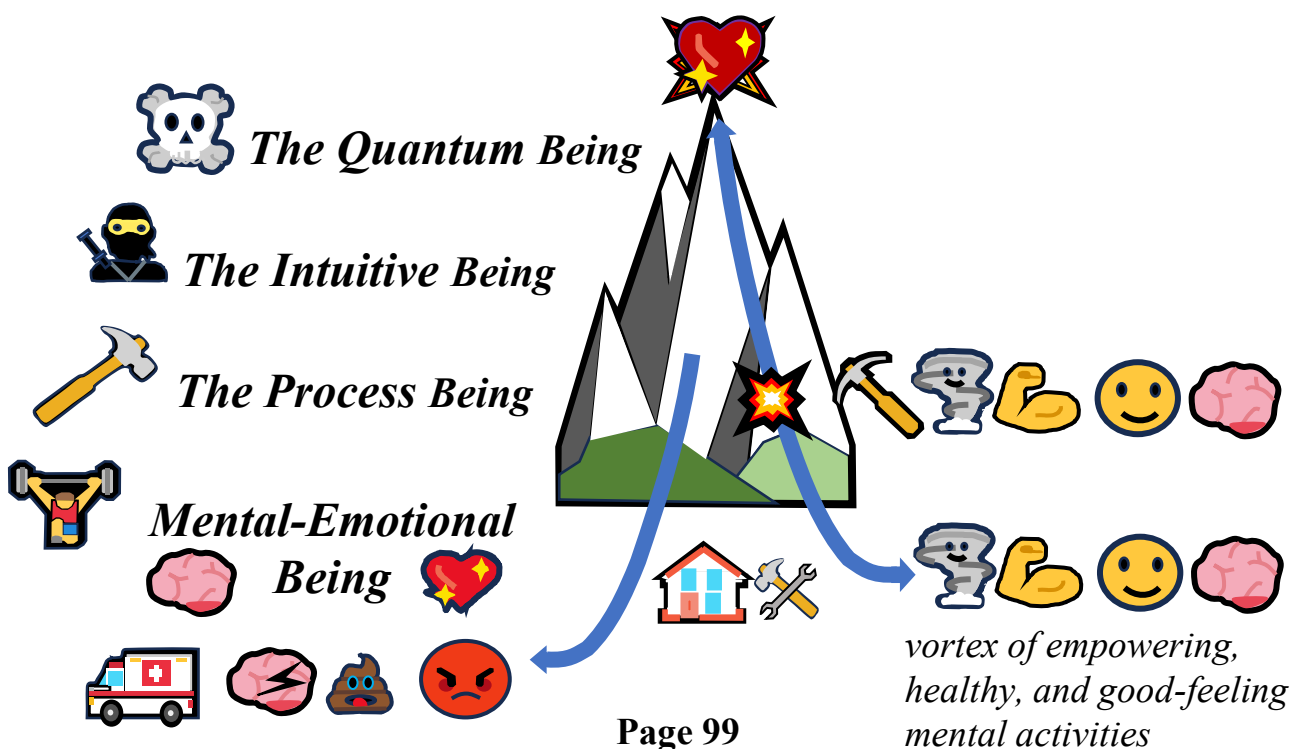 The Quantum Being
The Intuitive Being
The Process Being
Mental-Emotional
Being
vortex of empowering,
healthy, and good-feeling
mental activities
Page 99